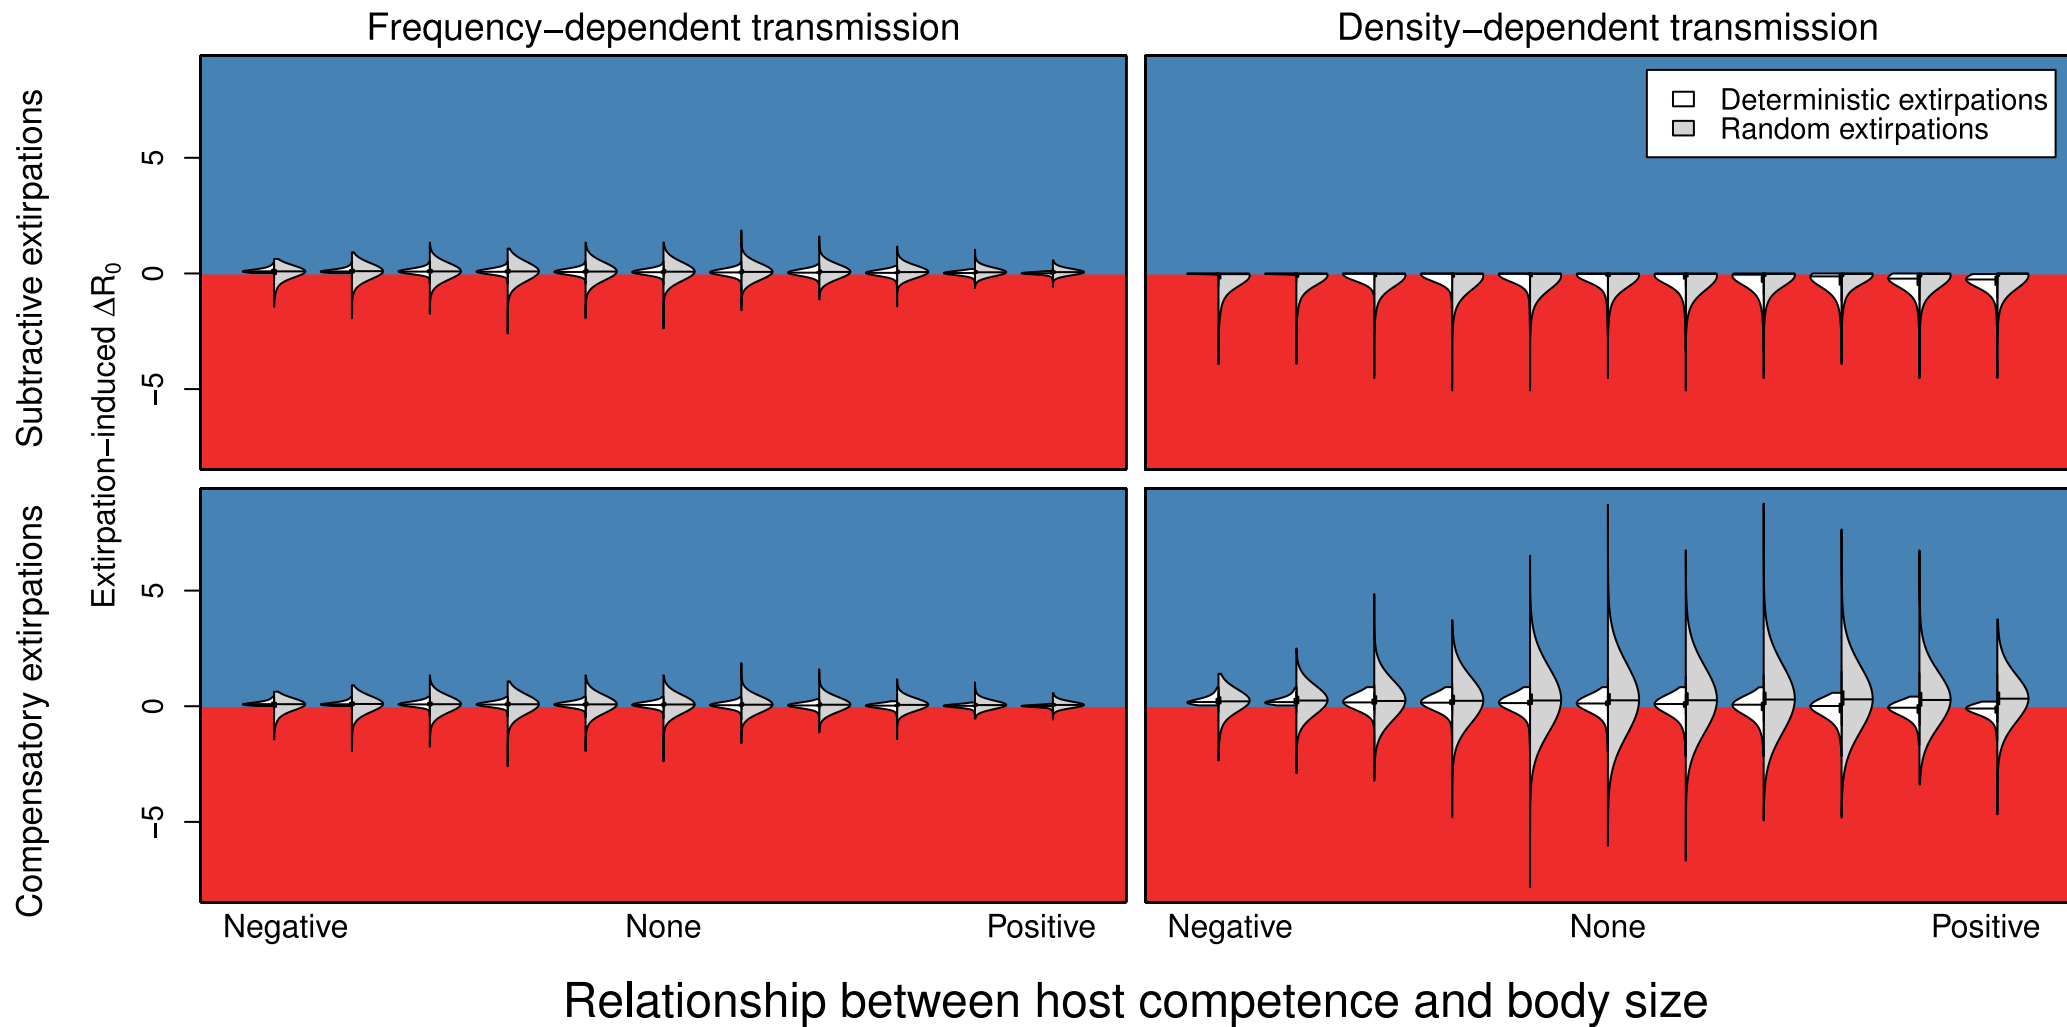 Frequency−dependent transmission
Density−dependent transmission
Subtractive extirpations
Compensatory extirpations
Extirpation−induced ΔR₀
5
0
−5
5
0
−5
Deterministic extirpations
Random extirpations
Negative
None
Positive
Negative
None
Positive
Relationship between host competence and body size